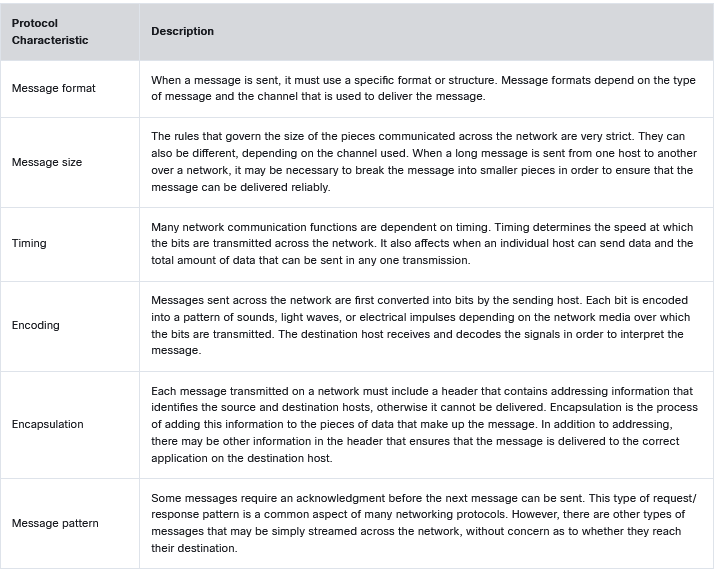 Protocol
Characteristic
Description
Message format
When a message is sent, it must use a specific format or structure. Message formats depend on the type
of message and the channel that is used to deliver the message.
Message size
The rules that govern the size of the pieces communicated across the network are very strict. They can
also be different, depending on the channel used. When a long message is sent from one host to another
over a network, it may be necessary to break the message into smaller pieces in order to ensure that the
message can be delivered reliably.
Timing
Many network communication functions are dependent on timing. Timing determines the speed at which
the bits are transmitted across the network. It also affects when an individual host can send data and the
total amount of data that can be sent in any one transmission.
Encoding
Messages sent across the network are first converted into bits by the sending host. Each bit is encoded
into a pattern of sounds, light waves, or electrical impulses depending on the network media over which
the bits are transmitted. The destination host receives and decodes the signals in order to interpret the
message.
Encapsulation
Each message transmitted on a network must include a header that contains addressing information that
identifies the source and destination hosts, otherwise it cannot be delivered. Encapsulation is the process
of adding this information to the pieces of data that make up the message. In addition to addressing,
there may be other information in the header that ensures that the message is delivered to the correct
application on the destination host.
Message pattern
Some messages require an acknowledgment before the next message can be sent. This type of request/
response pattern is a common aspect of many networking protocols. However, there are other types of
messages that may be simply streamed across the network, without concern as to whether they reach
their destination.